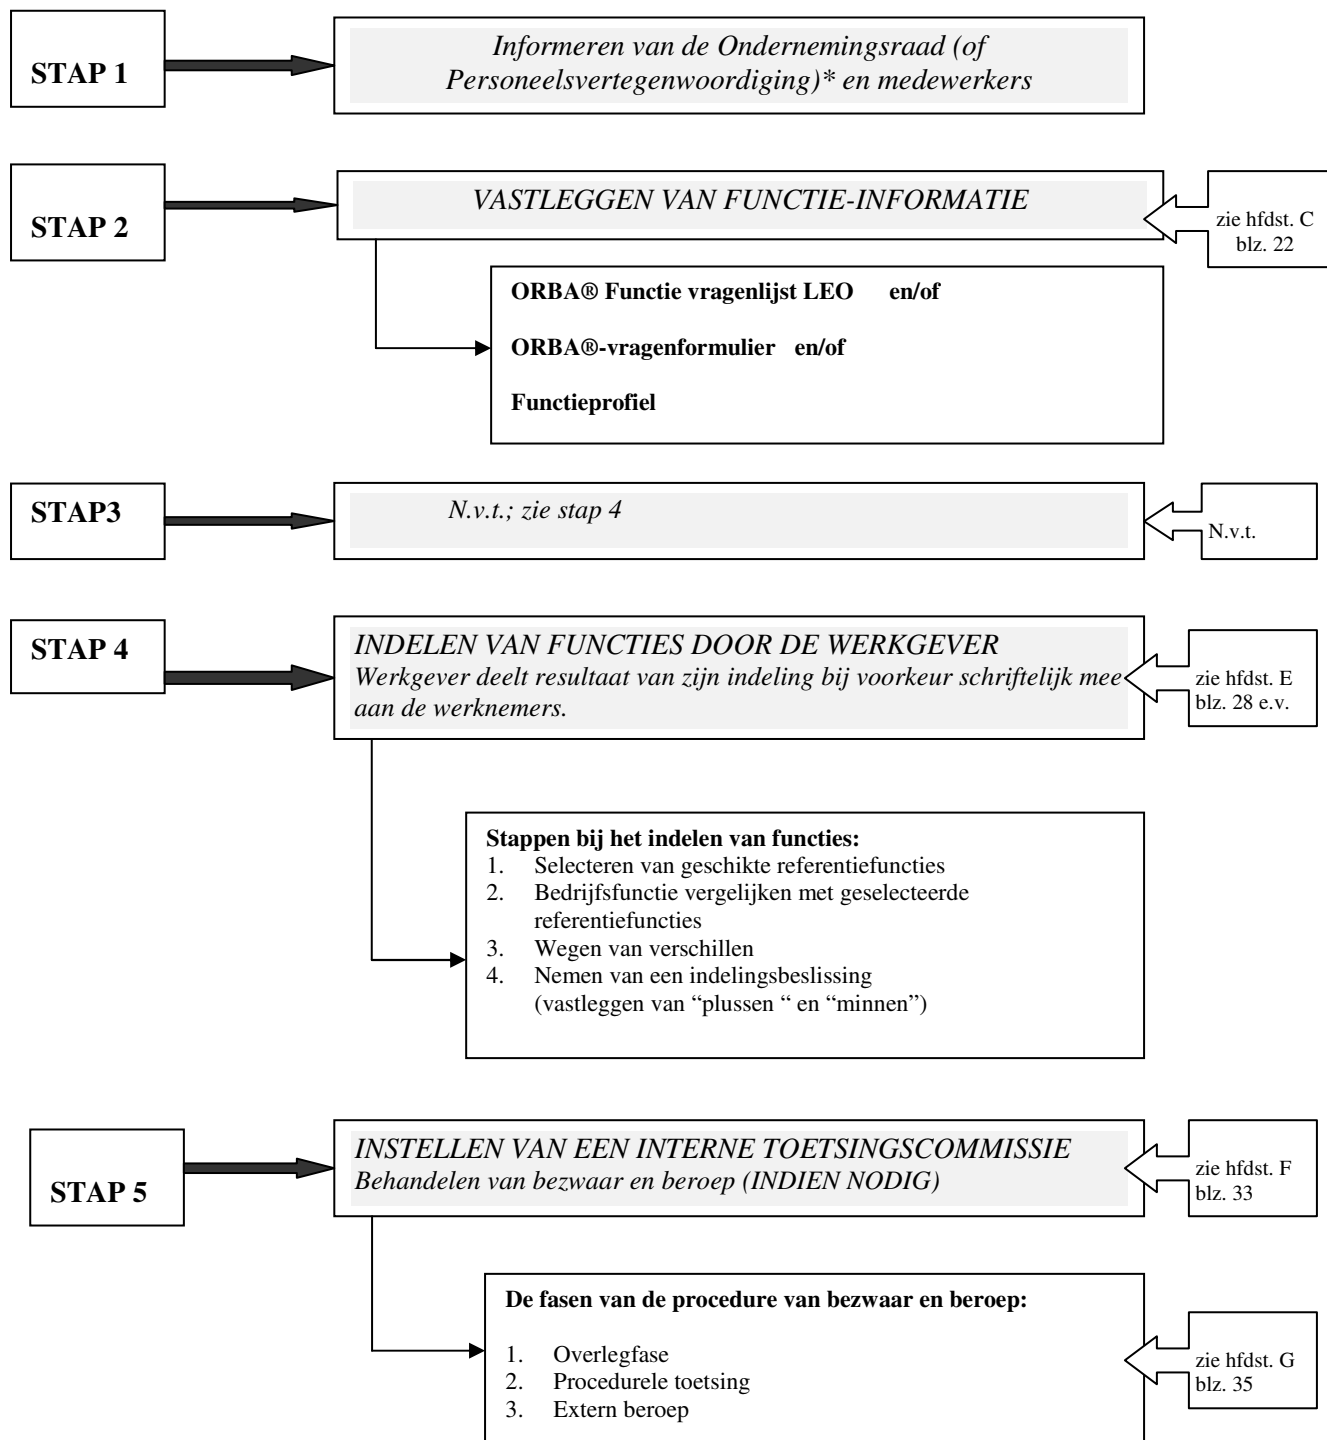 STAP 1
Informeren van de Ondernemingsraad (of
Personeelsvertegenwoordiging)* en medewerkers
STAP 2
VASTLEGGEN VAN FUNCTIE-INFORMATIE
zie hfdst. C
blz. 22
ORBA® Functie vragenlijst LEO en/of
ORBA®-vragenformulier en/of
Functieprofiel
STAP3
N.v.t.; zie stap 4
N.v.t.
STAP 4
INDELEN VAN FUNCTIES DOOR DE WERKGEVER
Werkgever deelt resultaat van zijn indeling bij voorkeur schriftelijk mee
aan de werknemers.
zie hfdst. E
blz. 28 e.v.
Stappen bij het indelen van functies:
1. Selecteren van geschikte referentiefuncties
2. Bedrijfsfunctie vergelijken met geselecteerde
referentiefuncties
3. Wegen van verschillen
4. Nemen van een indelingsbeslissing
(vastleggen van “plussen “ en “minnen”)
STAP 5
INSTELLEN VAN EEN INTERNE TOETSINGSCOMMISSIE
Behandelen van bezwaar en beroep (INDIEN NODIG)
zie hfdst. F
blz. 33
De fasen van de procedure van bezwaar en beroep:
1. Overlegfase
2. Procedurele toetsing
3. Extern beroep
zie hfdst. G
blz. 35